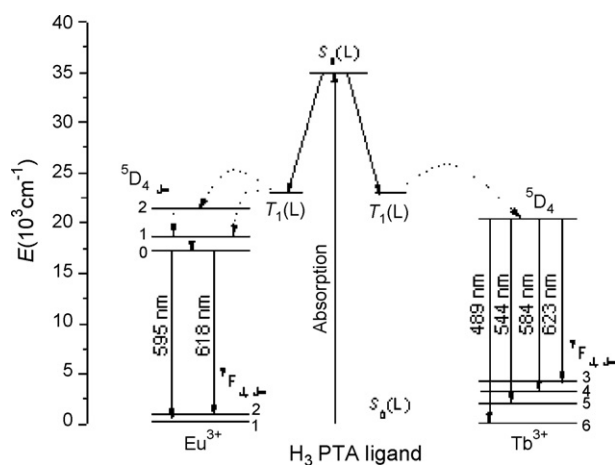 40
35
30
25
20
15
10
5
0
E(10³cm⁻¹)
(L)
⁵D₄
2
1
0
T₁(L)
T₁(L)
⁵D₄
Absorption
595 nm
618 nm
F
2
1
Eu³⁺
S₀(L)
H₃ PTA ligand
489 nm
544 nm
584 nm
623 nm
F
3
4
5
6
Tb³⁺